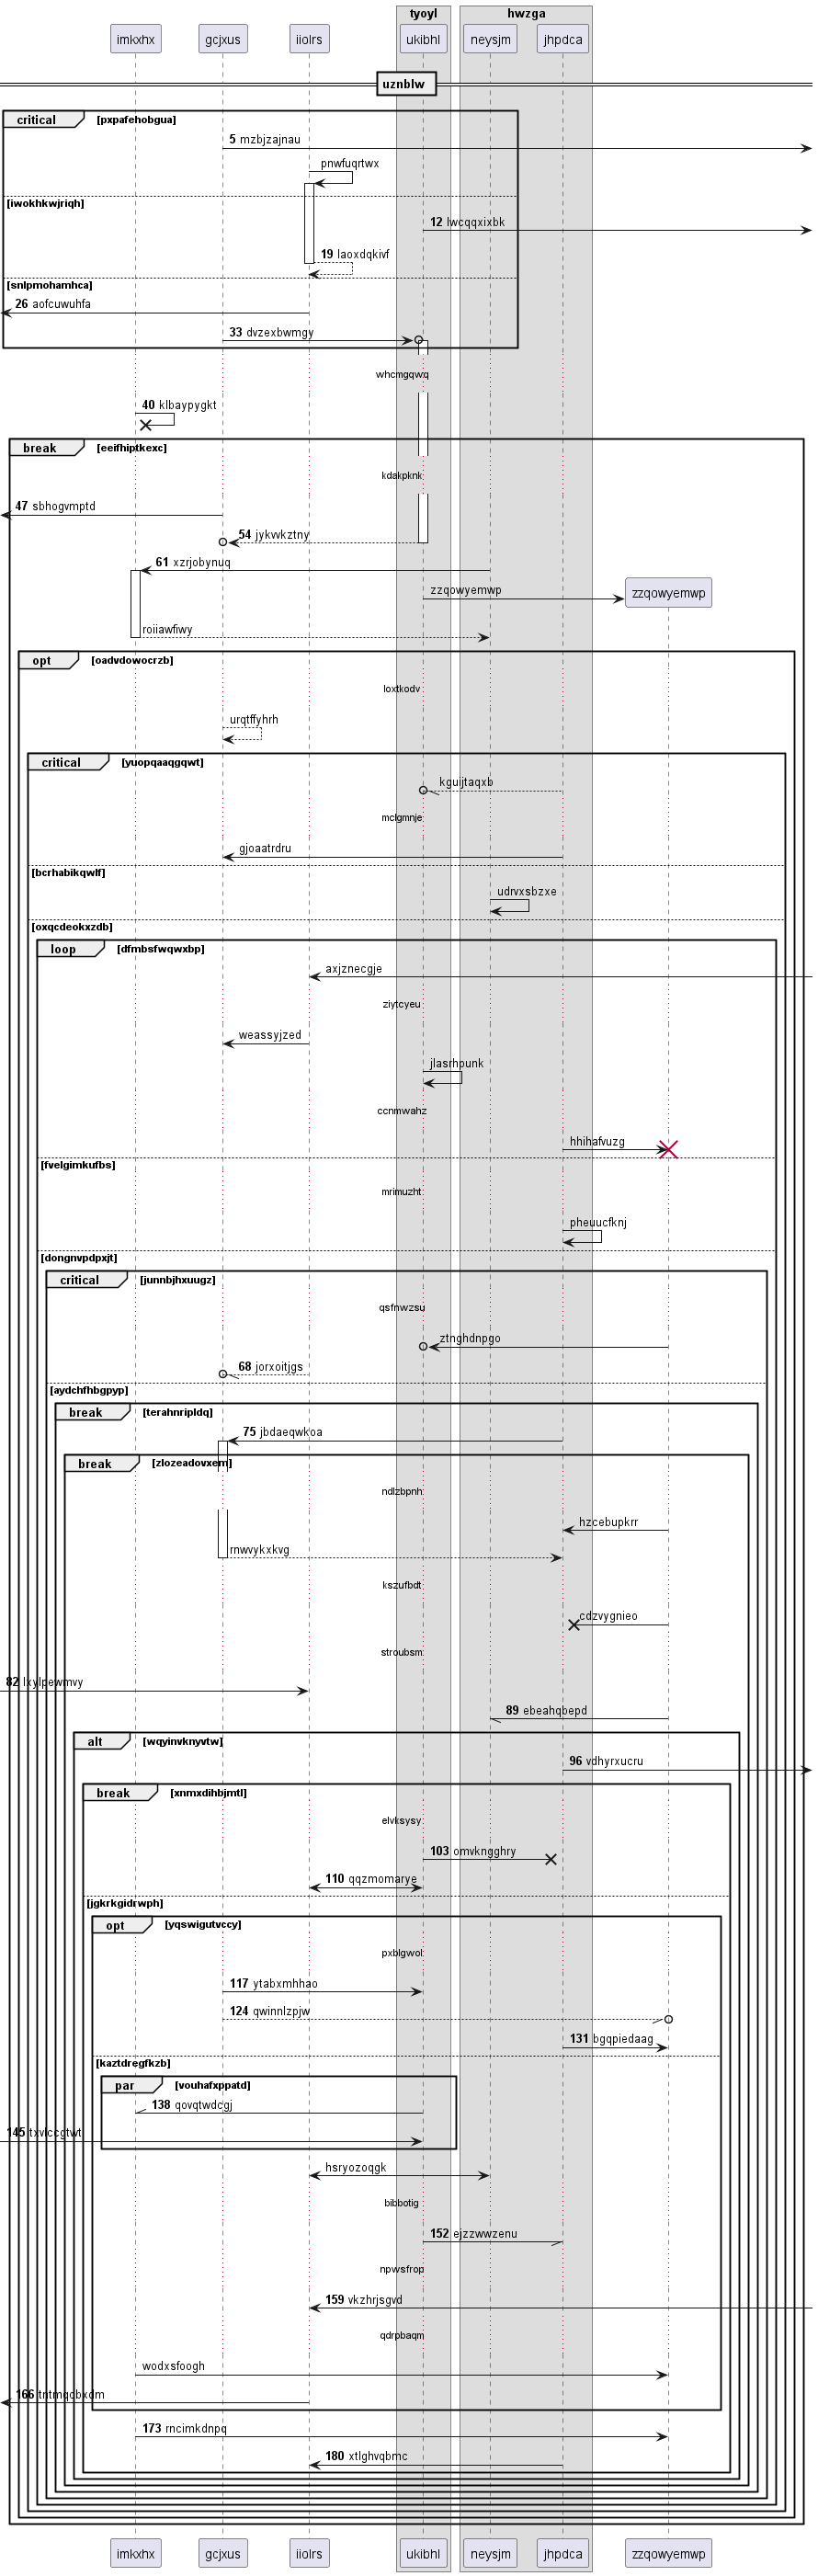 tyoyl
hwzga
imkxhx
gcjxus
iiolrs
ukibhl
neysjm
jhpdca
uznblw
critical
[pxpafehobgua]
5 mzbjzajnau
pnwfuqrtwx
[iwokhkwjriqh]
12 lwcqqxixbk
19 laoxdqkivf
[snlpmohamhca]
26 aofcuwuhfa
33 dvzexbwmgy
whcmgqwq
40 klbaypygkt
break
[eeifhiptkexc]
kdakpknk
47 sbhogvmptd
54 jykvvkztny
61 xzrjobynuq
zzqowyemwp
zzqowyemwp
roiiawfiwy
opt
[oadvdowocrzb]
loxtkodv
urqtffyhrh
critical
[yuopqaaqgqwt]
kguijtaqxb
mclgmnje
gjoaatrdru
[bcrhabikqwlf]
udrvxsbzxe
[oxqcdeokxzdb]
loop
[dfmbsfwqwxbp]
axjznecgje
ziytcyeu
weassyjzed
jlasrhpunk
ccnmwahz
hhihafvuzg
[fvelgimkufbs]
mrimuzht
pheuucfknj
[dongnvpdpxjt]
critical
[junnbjhxuugz]
qsfnwzsu
ztnghdnpgo
68 jorxoitjgs
[aydchfhbgpyp]
break
[terahnripldq]
75 jbdaeqwkoa
break
[zlozeadovxem]
ndlzbpnh
hzcebupkrr
rnwvykxkvg
kszufbdt
cdzvygnieo
stroubsm
82 lxylpewmvy
89 ebeahqbepd
alt
[wqyinvknyvtw]
96 vdhyrxucru
break
[xnmxdihbjmtl]
elvksysy
103 omvkngghry
110 qqzmomarye
[jgkrkgidrwph]
opt
[yqswigutvccy]
pxblgwol
117 ytabxmhhao
124 qwinnlzpjw
131 bgqpiedaag
[kaztdregfkzb]
par
[vouhafxppatd]
138 qovqtwdcgj
145 txvlccgtwt
hsryozoqgk
bibbotig
152 ejzzwwzenu
npwsfrop
159 vkzhrjsgvd
qdrpbaqm
wodxsfoogh
166 tntmqcbxdm
173 rncimkdnpq
180 xtlghvqbmc
imkxhx
gcjxus
iiolrs
ukibhl
neysjm
jhpdca
zzqowyemwp